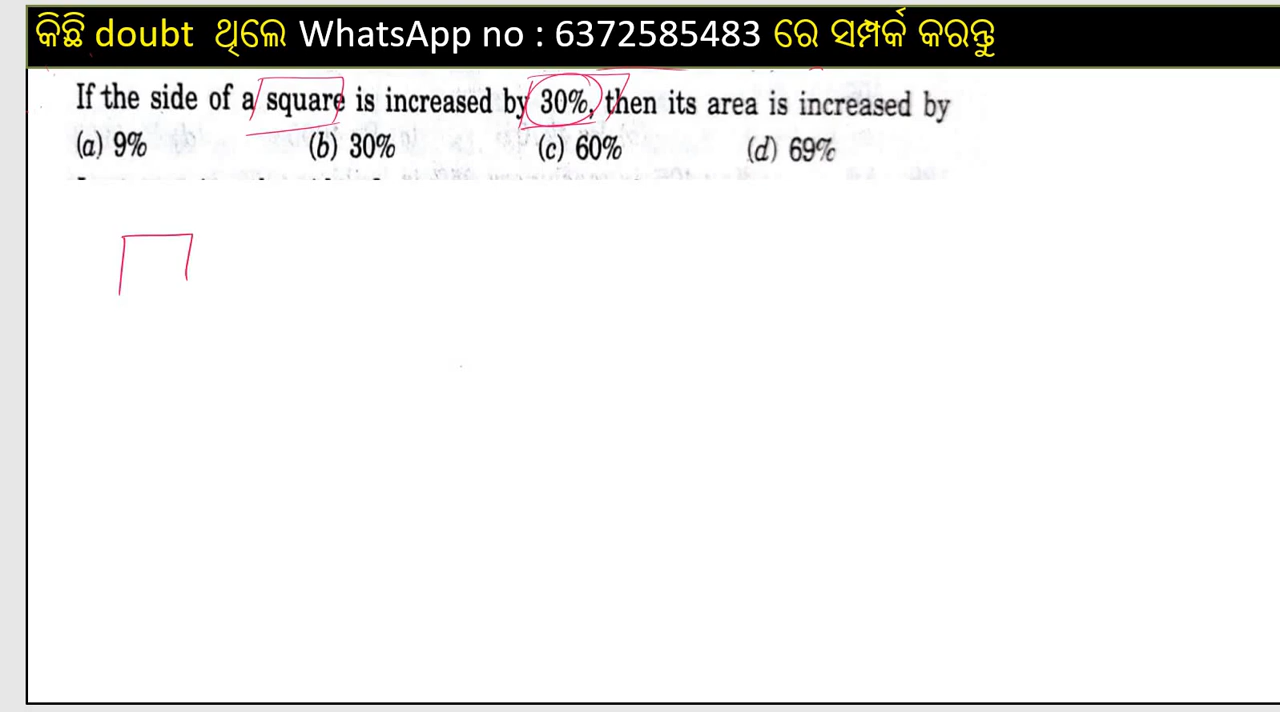 କିଛି doubt ଥିଲେ WhatsApp no : 6372585483 ରେ ସମ୍ପର୍କ କରନ୍ତୁ
If the side of a square is increased by 30%, then its area is increased by
(a) 9% (b) 30% (c) 60% (d) 69%